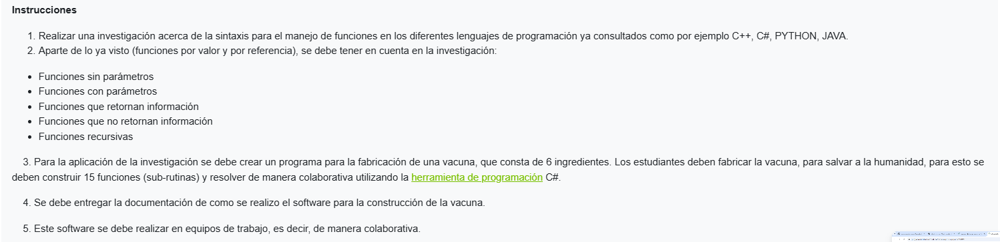 Instrucciones
1. Realizar una investigación acerca de la sintaxis para el manejo de funciones en los diferentes lenguajes de programación ya consultados como por ejemplo C++, C#, PYTHON, JAVA.
2. Aparte de lo ya visto (funciones por valor y por referencia), se debe tener en cuenta en la investigación:
• Funciones sin parámetros
• Funciones con parámetros
• Funciones que retornan información
• Funciones que no retornan información
• Funciones recursivas
3. Para la aplicación de la investigación se debe crear un programa para la fabricación de una vacuna, que consta de 6 ingredientes. Los estudiantes deben fabricar la vacuna, para salvar a la humanidad, para esto se
deben construir 15 funciones (sub-rutinas) y resolver de manera colaborativa utilizando la herramienta de programación C#.
4. Se debe entregar la documentación de como se realizo el software para la construcción de la vacuna.
5. Este software se debe realizar en equipos de trabajo, es decir, de manera colaborativa.